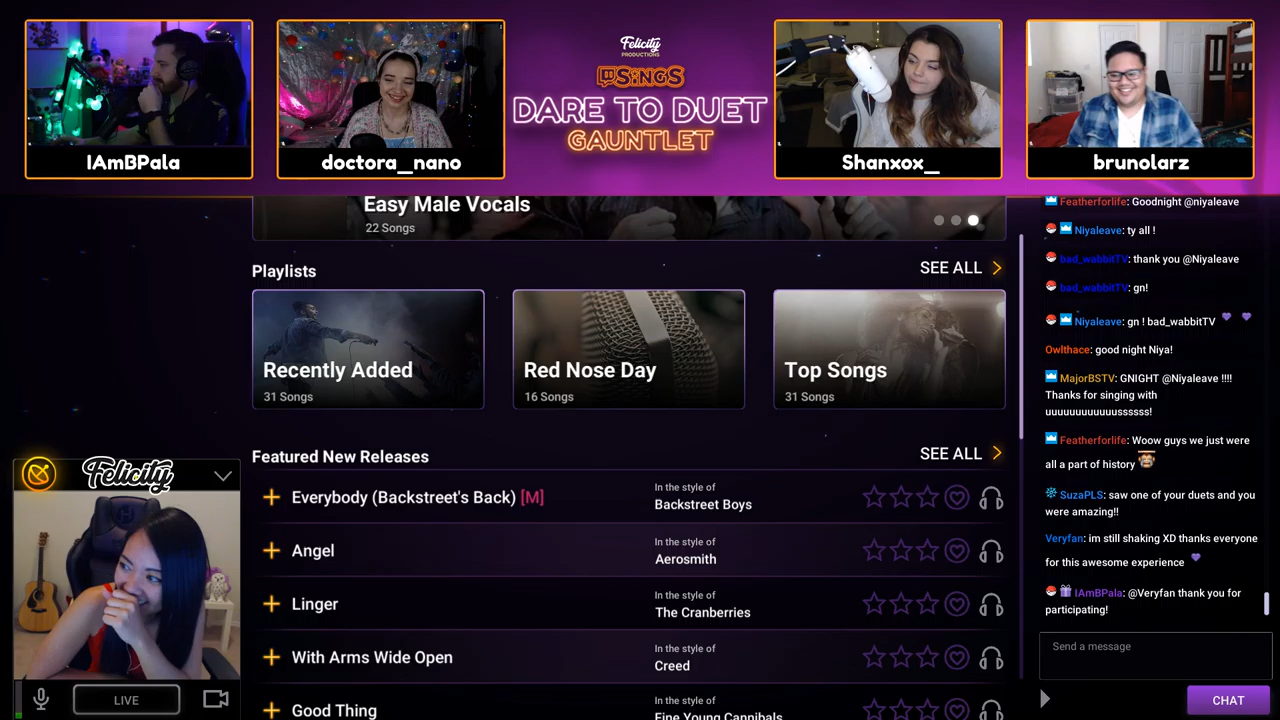 IAmBPala
doctora__nano
Felicity
PRODUCTIONS
SINGS
DARE TO DUET
GAUNTLET
Shanxox_
brunolarz
Easy Male Vocals
22 Songs
Playlists
SEE ALL
Recently Added
31 Songs
Red Nose Day
16 Songs
Top Songs
31 Songs
Featured New Releases
SEE ALL
Everybody (Backstreet's Back) [M]
In the style of
Backstreet Boys
Angel
In the style of
Aerosmith
Linger
In the style of
The Cranberries
With Arms Wide Open
In the style of
Creed
Good Thing
In the style of
Fine Young Cannibals
Felicity
LIVE
Featherforlife: Goodnight @niyaleave
Niyaleave: ty all !
bad_wabbitTV: thank you @Niyaleave
bad_wabbitTV: gn!
Niyaleave: gn ! bad_wabbitTV
Owlthace: good night Niya!
MajorBSTV: GNIGHT @Niyaleave !!!!
Thanks for singing with
uuuuuuuuuuuussssss!
Featherforlife: Woow guys we just were
all a part of history
SuzaPLS: saw one of your duets and you
were amazing!!
Veryfan: im still shaking XD thanks everyone
for this awesome experience
IAmBPala: @Veryfan thank you for
participating!
Send a message
CHAT